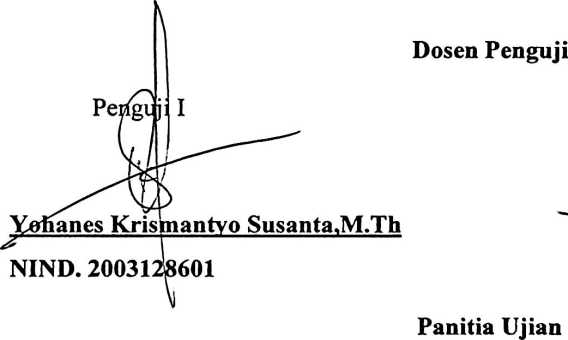 Dosen Penguji
Penguji I
Yohanes Krismantyo Susanta,M.Th
NIND. 2003128601
Panitia Ujian